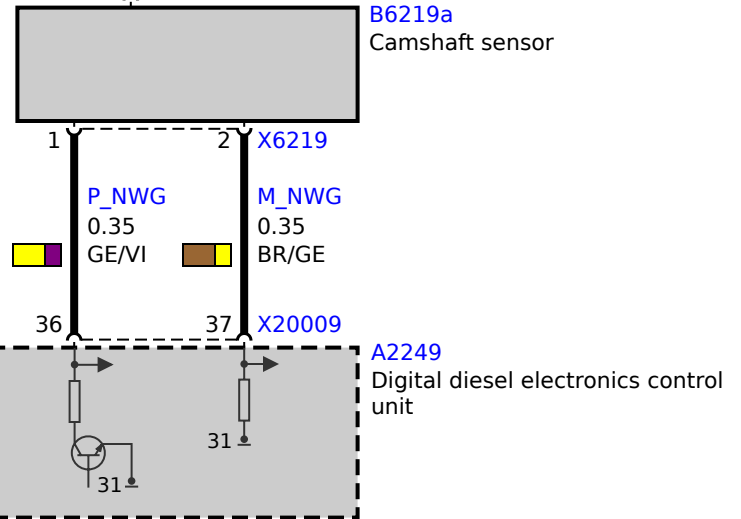 B6219a
Camshaft sensor
1
2
X6219
P_NWG
0.35
GE/VI
M_NWG
0.35
BR/GE
36
37
X20009
A2249
Digital diesel electronics control
unit
31
31